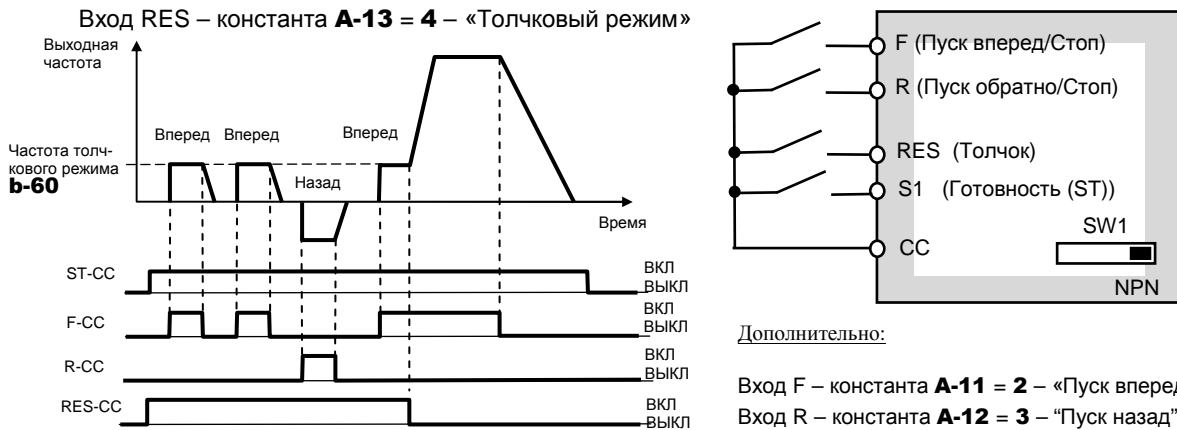 Вход RES – константа A-13 = 4 – «Толчковый режим»
Выходная
частота
Вперед Вперед Вперед
Частота толч-
кового режима
b-60
Назад
Время
ST-CC
ВКЛ
ВЫКЛ
F-CC
ВКЛ
ВЫКЛ
R-CC
ВКЛ
ВЫКЛ
RES-CC
ВКЛ
ВЫКЛ
F (Пуск вперед/Стоп)
R (Пуск обратно/Стоп)
RES (Толчок)
S1 (Готовность (ST))
SW1
CC
NPN
Дополнительно:
Вход F – константа A-11 = 2 – «Пуск вперед
Вход R – константа A-12 = 3 – “Пуск назад”